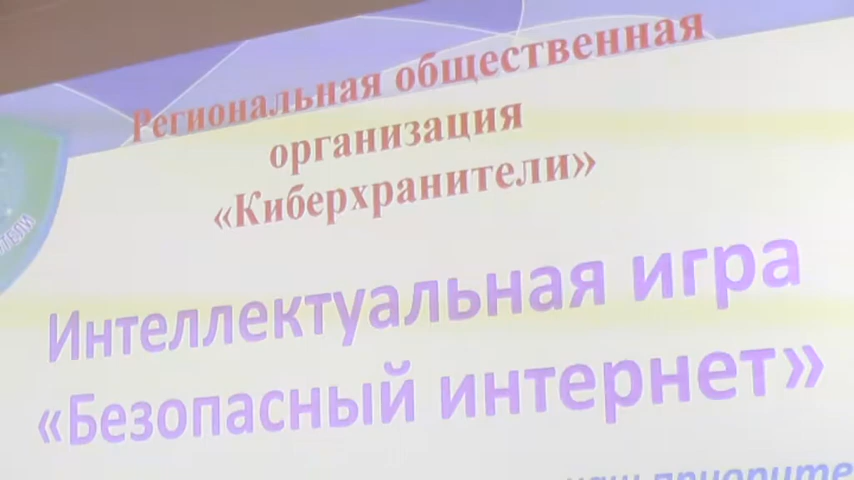 Региональная общественная
организация
«Киберхранители»
Интеллектуальная игра
«Безопасный интернет»